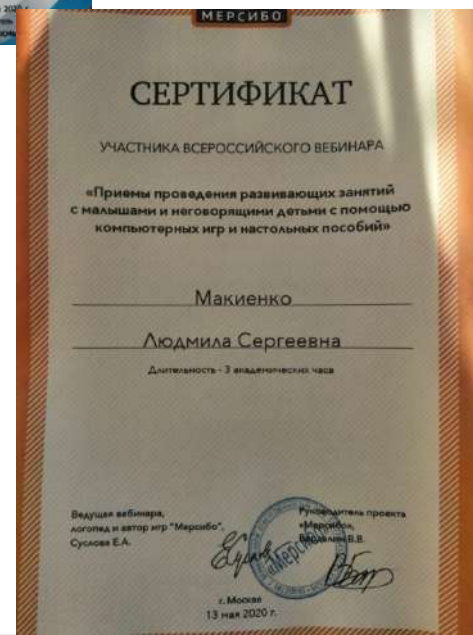 2020 г.
МЕРСИБО
СЕРТИФИКАТ
УЧАСТНИКА ВСЕРОССИЙСКОГО ВЕБИНАРА
«Приемы проведения развивающих занятий
с малышами и неговорящими детьми с помощью
компьютерных игр и настольных пособий»
Макиенко
Людмила Сергеевна
Длительность - 3 академических часа
Ведущая вебинара,
логопед и автор игр "Мерсибо",
Суслова Е.А.
Руководитель проекта
«Мерсибо»,
В.В.
«Мерсибо»
г. Москва
13 мая 2020 г.